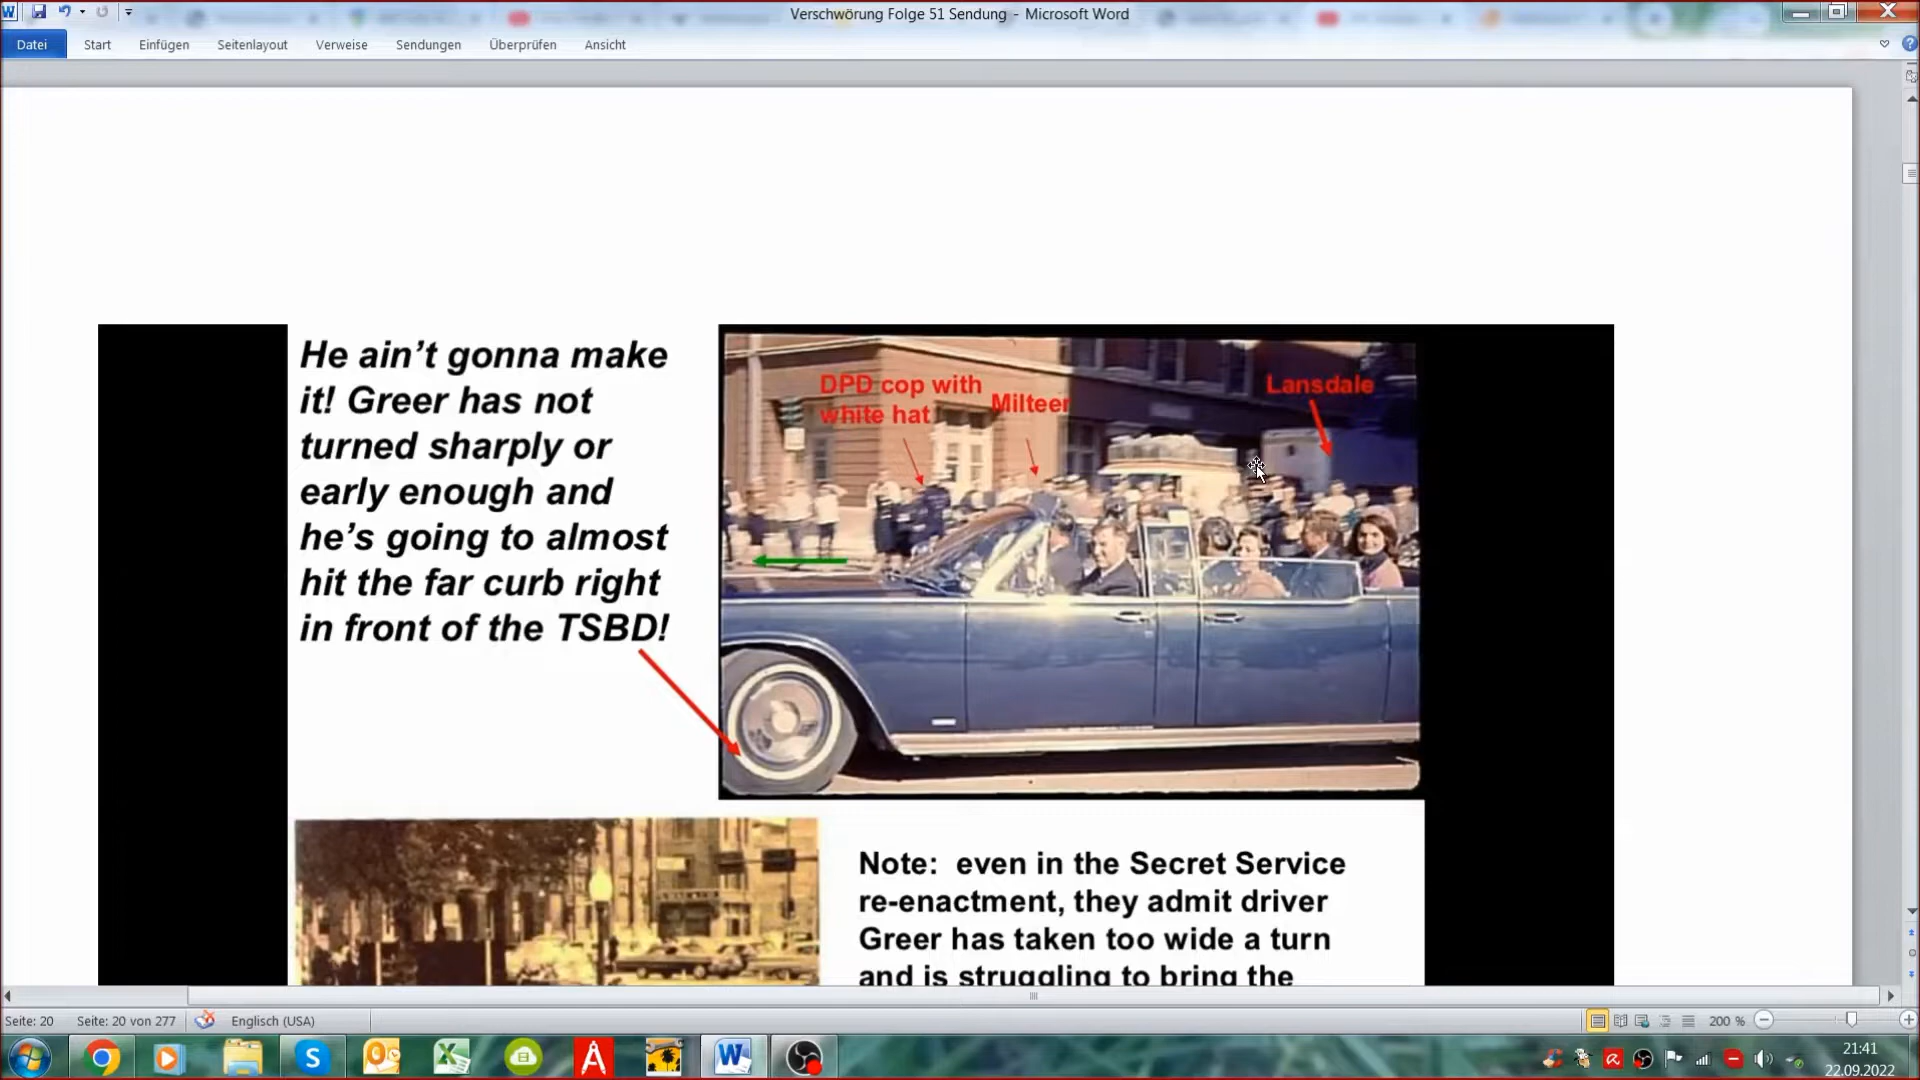 Verschwörung Folge 51 Sendung - Microsoft Word
Datei Start Einfügen Seitenlayout Verweise Sendungen Überprüfen Ansicht
He ain’t gonna make
it! Greer has not
turned sharply or
early enough and
he’s going to almost
hit the far curb right
in front of the TSBD!
DPD cop with
white hat
Milteer
Lansdale
Note: even in the Secret Service
re-enactment, they admit driver
Greer has taken too wide a turn
and is struggling to bring the
Seite: 20 Seite: 20 von 277 Englisch (USA) 200 %
21:41
22.09.2022